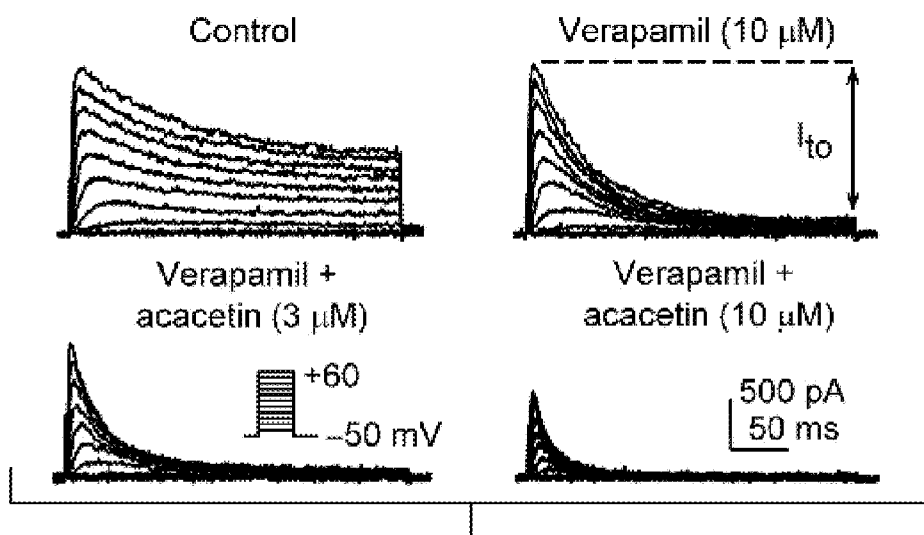 Control
Verapamil (10 μM)
I to
Verapamil +
acacetin (3 μM)
Verapamil +
acacetin (10 μM)
+60
–50 mV
500 pA
50 ms